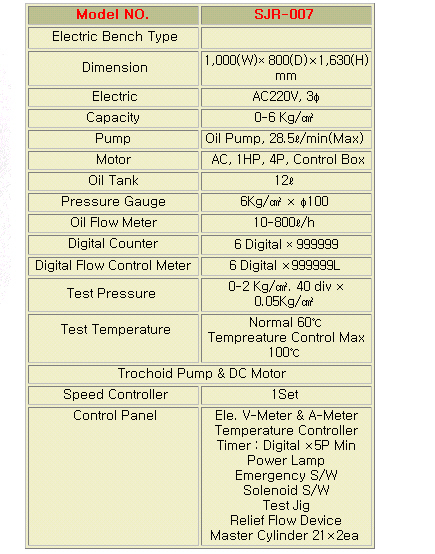 Model NO. SJR-007
Electric Bench Type
Dimension 1,000(W)× 800(D)×1,630(H)
mm
Electric AC220V, 3ϕ
Capacity 0-6 Kg/㎠
Pump Oil Pump, 28.5ℓ/min(Max)
Motor AC, 1HP, 4P, Control Box
Oil Tank 12ℓ
Pressure Gauge 6Kg/㎠ × ϕ100
Oil Flow Meter 10-800ℓ/h
Digital Counter 6 Digital × 999999
Digital Flow Control Meter 6 Digital ×999999L
Test Pressure 0-2 Kg/㎠. 40 div ×
0.05Kg/㎠
Test Temperature Normal 60℃
Tempreature Control Max
100℃
Trochoid Pump & DC Motor
Speed Controller 1Set
Control Panel Ele. V-Meter & A-Meter
Temperature Controller
Timer : Digital ×5P Min
Power Lamp
Emergency S/W
Solenoid S/W
Test Jig
Relief Flow Device
Master Cylinder 21×2ea